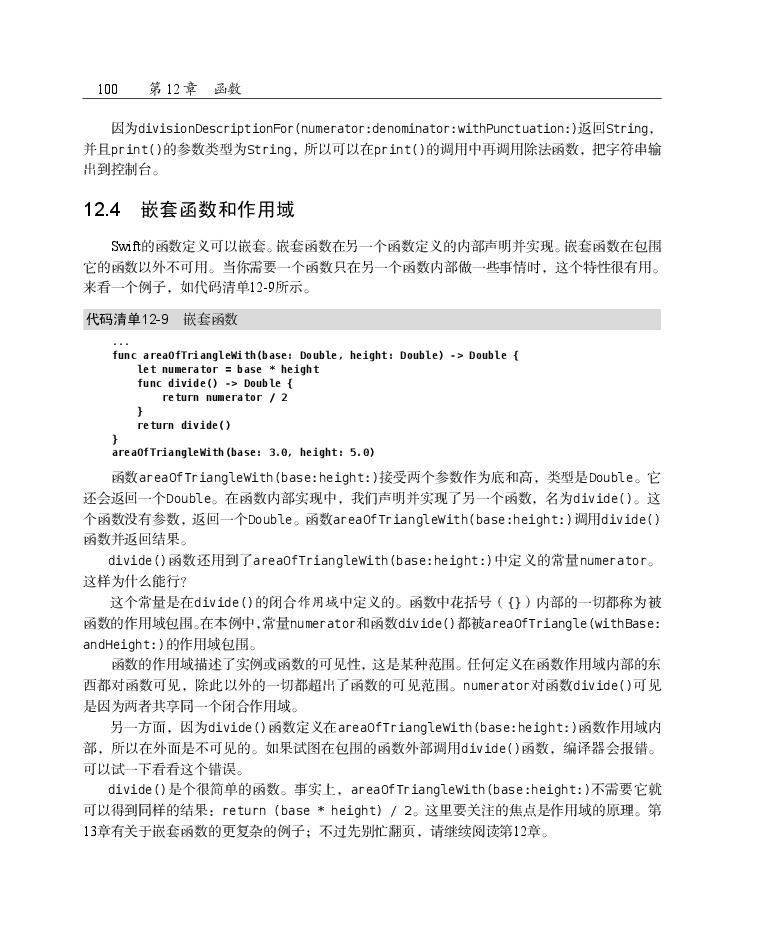 100 第 12 章 函数
因为divisionDescriptionFor(numerator:denominator:withPunctuation:)返回String，
并且print()的参数类型为String，所以可以在print()的调用中再调用除法函数，把字符串输
出到控制台。
12.4 嵌套函数和作用域
Swift的函数定义可以嵌套。嵌套函数在另一个函数定义的内部声明并实现。嵌套函数在包围
它的函数以外不可用。当你需要一个函数只在另一个函数内部做一些事情时，这个特性很有用。
来看一个例子，如代码清单12-9所示。
代码清单12-9 嵌套函数
...
func areaOfTriangleWith(base: Double, height: Double) -> Double {
    let numerator = base * height
    func divide() -> Double {
        return numerator / 2
    }
    return divide()
}
areaOfTriangleWith(base: 3.0, height: 5.0)
函数areaOfTriangleWith(base:height:)接受两个参数作为底和高，类型是Double。它
还会返回一个Double。在函数内部实现中，我们声明并实现了另一个函数，名为divide()。这
个函数没有参数，返回一个Double。函数areaOfTriangleWith(base:height:)调用divide()
函数并返回结果。
divide()函数还用到了areaOfTriangleWith(base:height:)中定义的常量numerator。
这样为什么能行？
这个常量是在divide()的闭合作用域中定义的。函数中花括号（{}）内部的一切都称为被
函数的作用域包围。在本例中，常量numerator和函数divide()都被areaOfTriangle(withBase:
andHeight:)的作用域包围。
函数的作用域描述了实例或函数的可见性，这是某种范围。任何定义在函数作用域内部的东
西都对函数可见，除此以外的一切都超出了函数的可见范围。numerator对函数divide()可见
是因为两者共享同一个闭合作用域。
另一方面，因为divide()函数定义在areaOfTriangleWith(base:height:)函数作用域内
部，所以在外面是不可见的。如果试图在包围的函数外部调用divide()函数，编译器会报错。
可以试一下看看这个错误。
divide()是个很简单的函数。事实上，areaOfTriangleWith(base:height:)不需要它就
可以得到同样的结果：return (base * height) / 2。这里要关注的焦点是作用域的原理。第
13章有关于嵌套函数的更复杂的例子；不过先别忙翻页，请继续阅读第12章。